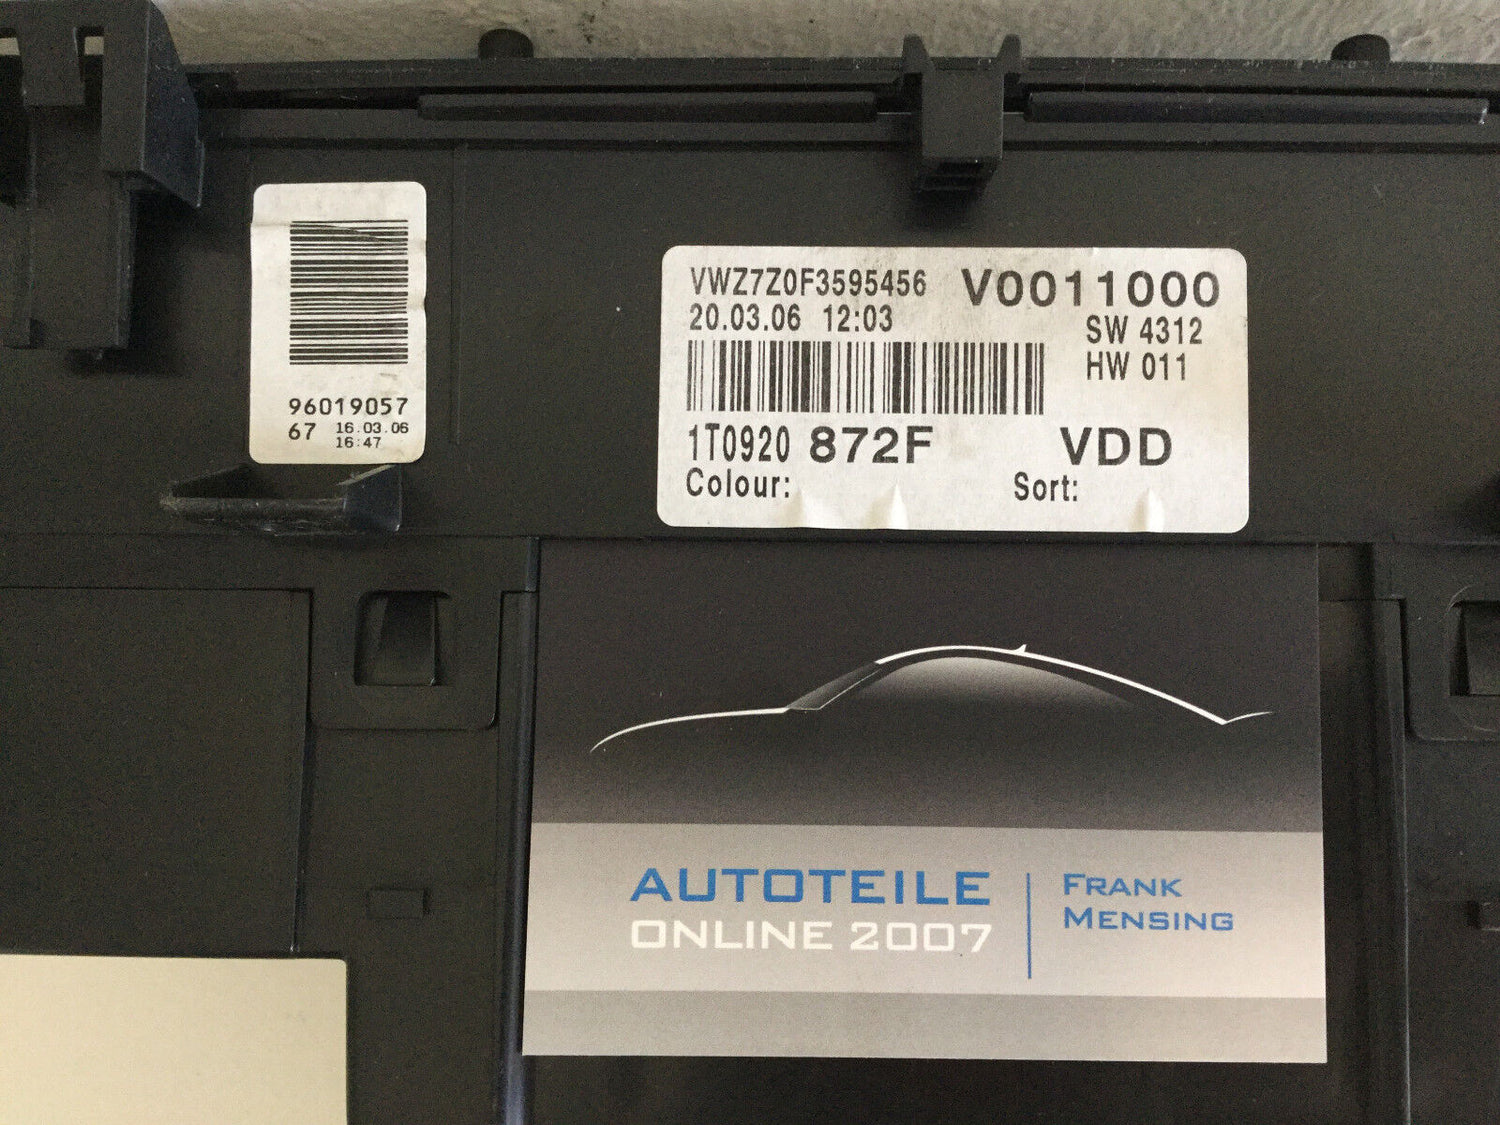 96019057
67 16.03.06
16:47
VWZ7Z0F3595456 V0011000
20.03.06 12:03 SW 4312
HW 011
1T0920 872F VDD
Colour: Sort:
AUTOTEILE
ONLINE 2007
FRANK
MENSING